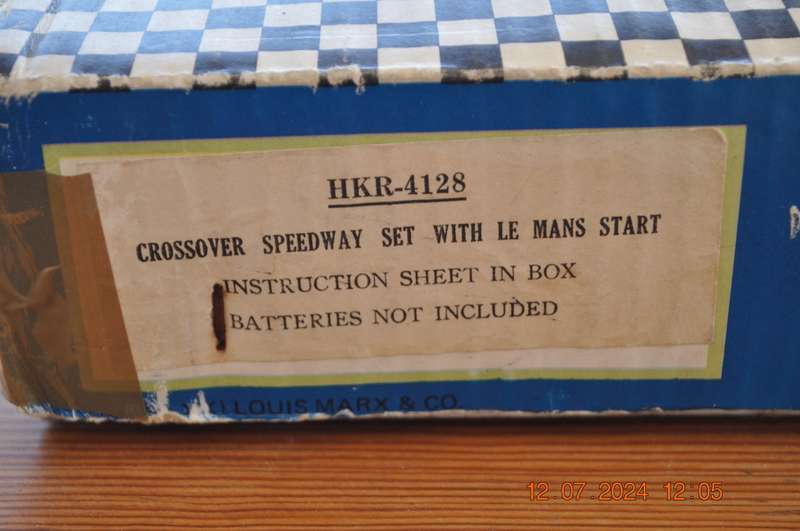 HKR-4128
CROSSOVER SPEEDWAY SET WITH LE MANS START
INSTRUCTION SHEET IN BOX
BATTERIES NOT INCLUDED
LOUIS MARX & CO
12.07.2024 12:05